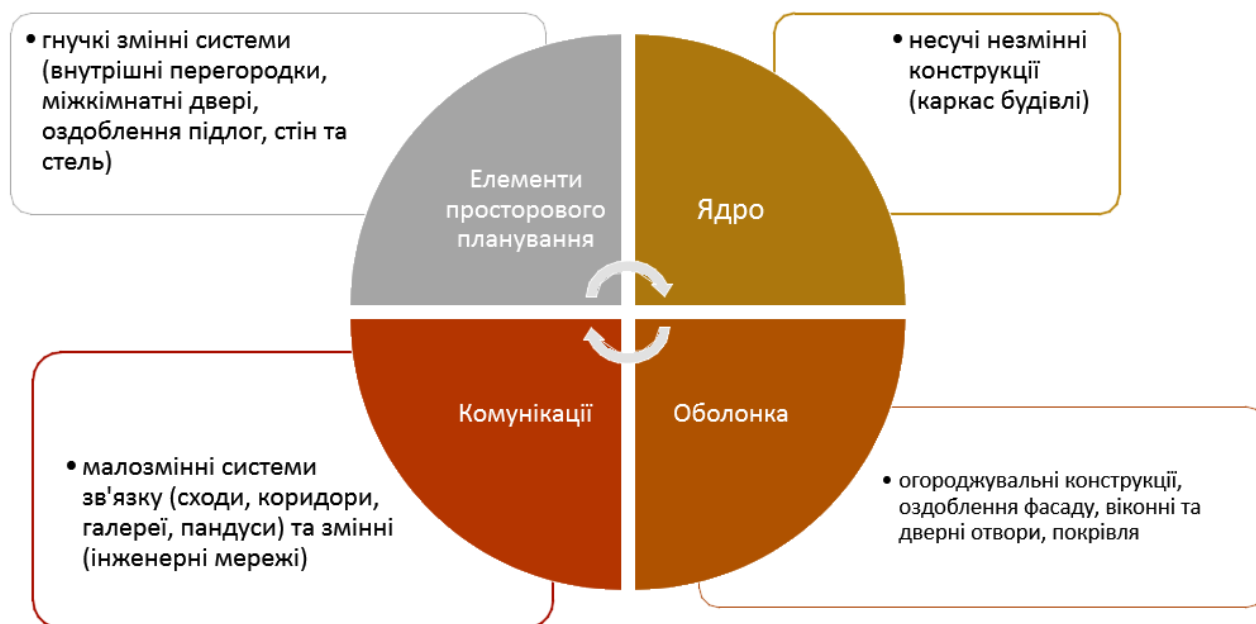 • гнучкі змінні системи
(внутрішні перегородки,
міжкімнатні двері,
оздоблення підлог, стін та
стель)
• несучі незмінні
конструкції
(каркас будівлі)
Елементи
просторового
планування
Ядро
Комунікації
Оболонка
• малозмінні системи
зв'язку (сходи, коридори,
галереї, пандуси) та змінні
(інженерні мережі)
• огороджувальні конструкції,
оздоблення фасаду, віконні та
дверні отвори, покрівля